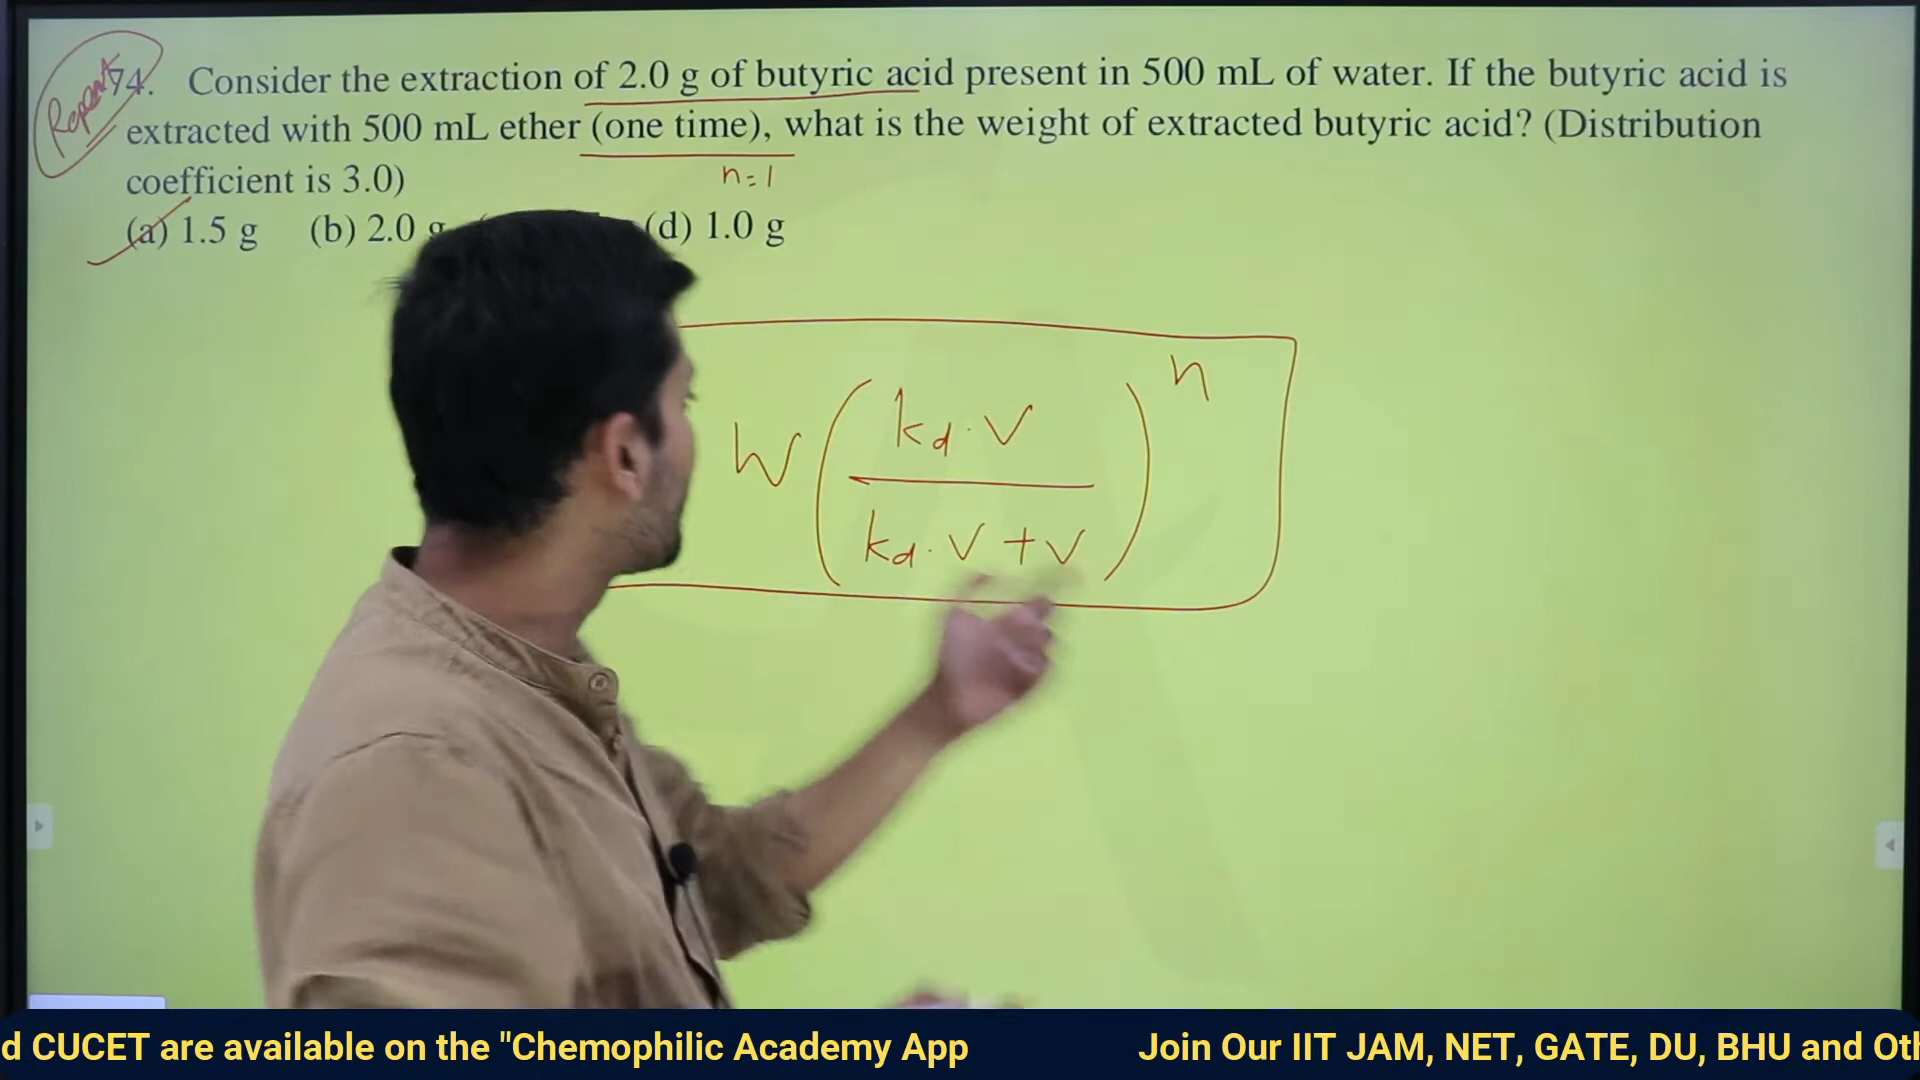 Repeat
74. Consider the extraction of 2.0 g of butyric acid present in 500 mL of water. If the butyric acid is
extracted with 500 mL ether (one time), what is the weight of extracted butyric acid? (Distribution
n=1
coefficient is 3.0)
(a) 1.5 g (b) 2.0 g (d) 1.0 g
W ( kd . V / kd . V + V ) n
d CUCET are available on the "Chemophilic Academy App Join Our IIT JAM, NET, GATE, DU, BHU and Oth